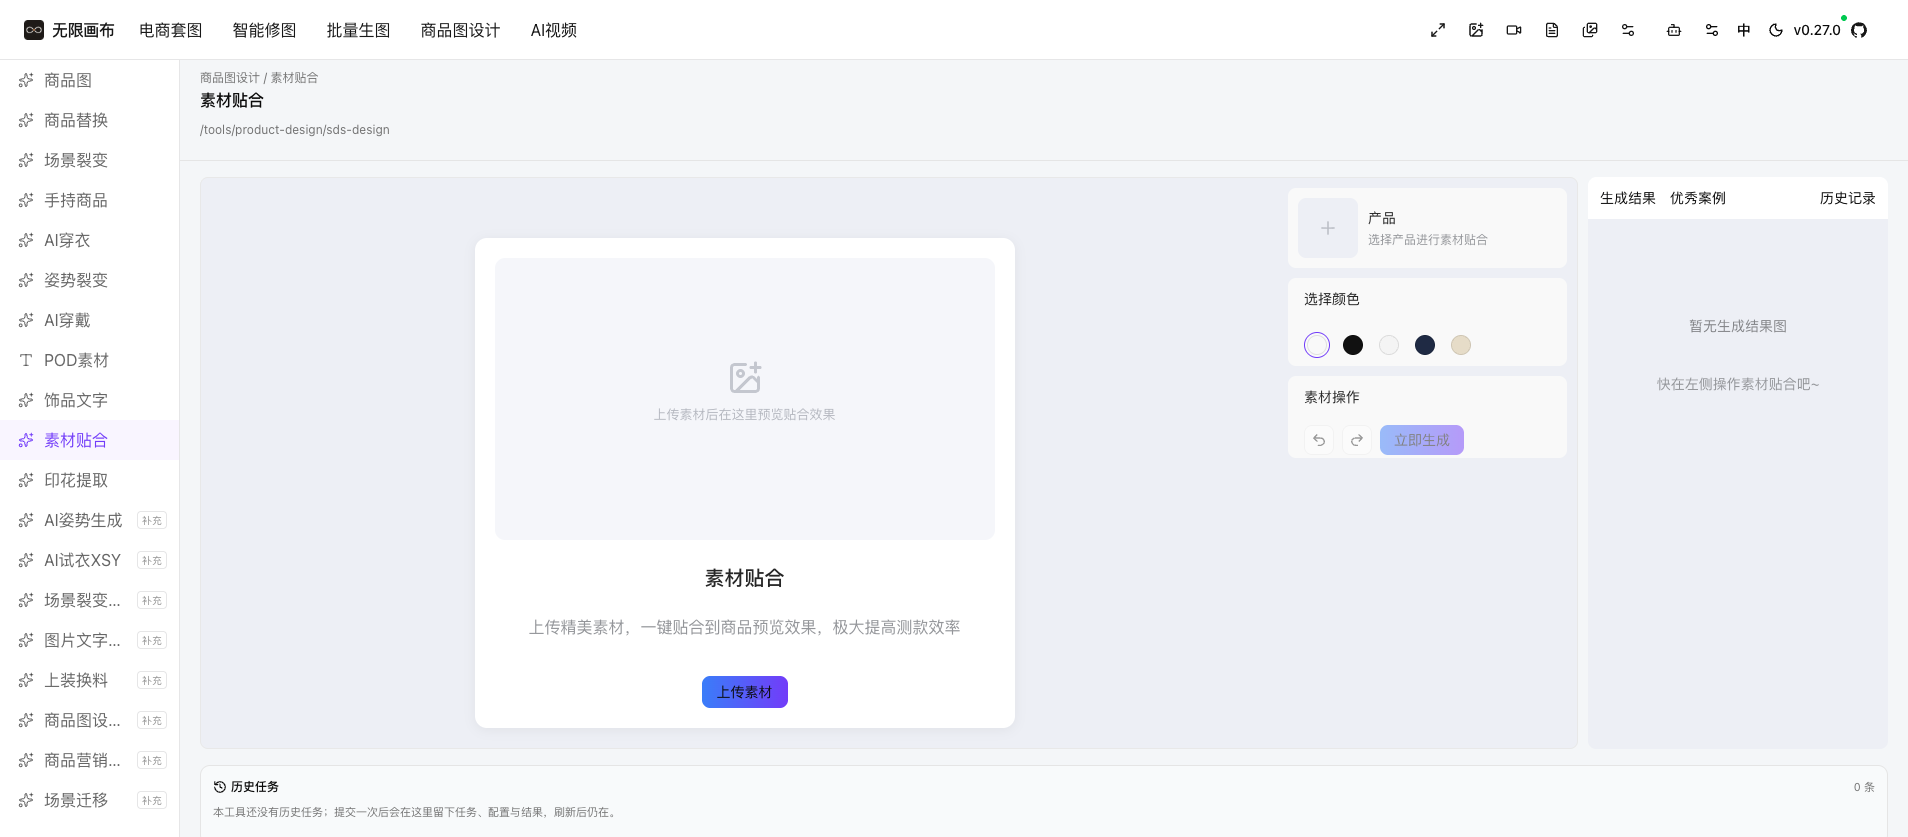 无限画布 电商套图 智能修图 批量生图 商品图设计 AI视频 中 v0.27.0
商品图
商品替换
场景裂变
手持商品
AI穿衣
姿势裂变
AI穿戴
POD素材
饰品文字
素材贴合
印花提取
AI姿势生成 补充
AI试衣XSY 补充
场景裂变... 补充
图片文字... 补充
上装换料 补充
商品图设... 补充
商品营销... 补充
场景迁移 补充
商品图设计 / 素材贴合
素材贴合
/tools/product-design/sds-design
上传素材后在这里预览贴合效果
素材贴合
上传精美素材，一键贴合到商品预览效果，极大提高测款效率
上传素材
产品
选择产品进行素材贴合
选择颜色
素材操作
立即生成
生成结果 优秀案例 历史记录
暂无生成结果图
快在左侧操作素材贴合吧~
历史任务 0 条
本工具还没有历史任务；提交一次后会在这里留下任务、配置与结果，刷新后仍在。